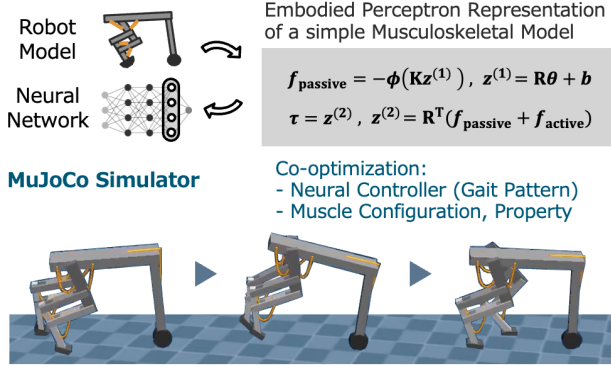 Robot
Model
Neural
Network
Embodied Perceptron Representation
of a simple Musculoskeletal Model
f_passive = −ϕ(Kz^(1)), z^(1) = Rθ + b
τ = z^(2), z^(2) = R^T(f_passive + f_active)
MuJoCo Simulator
Co-optimization:
- Neural Controller (Gait Pattern)
- Muscle Configuration, Property